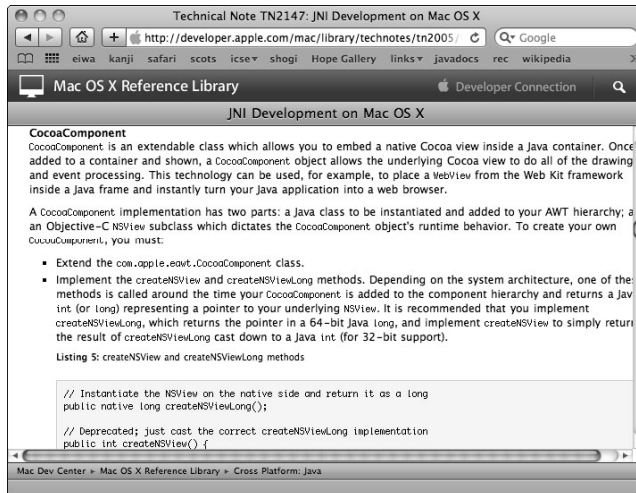 Technical Note TN2147: JNI Development on Mac OS X
http://developer.apple.com/mac/library/technotes/tn2005/
Google
eiwa kanji safari scots icse▾ shogi Hope Gallery links▾ javadocs rec wikipedia
Mac OS X Reference Library
Developer Connection
JNI Development on Mac OS X
CocoaComponent
CocoaComponent is an extendable class which allows you to embed a native Cocoa view inside a Java container. Once
added to a container and shown, a CocoaComponent object allows the underlying Cocoa view to do all of the drawing
and event processing. This technology can be used, for example, to place a WebView from the Web Kit framework
inside a Java frame and instantly turn your Java application into a web browser.
A CocoaComponent implementation has two parts: a Java class to be instantiated and added to your AWT hierarchy; a
an Objective-C NSView subclass which dictates the CocoaComponent object's runtime behavior. To create your own
CocoaComponent, you must:
▪ Extend the com.apple.eawt.CocoaComponent class.
▪ Implement the createNSView and createNSViewLong methods. Depending on the system architecture, one of the
methods is called around the time your CocoaComponent is added to the component hierarchy and returns a Jav
int (or long) representing a pointer to your underlying NSView. It is recommended that you implement
createNSViewLong, which returns the pointer in a 64-bit Java long, and implement createNSView to simply return
the result of createNSViewLong cast down to a Java int (for 32-bit support).
Listing 5: createNSView and createNSViewLong methods
// Instantiate the NSView on the native side and return it as a long
public native long createNSViewLong();
// Deprecated; just cast the correct createNSViewLong implementation
public int createNSView() {
Mac Dev Center ▸ Mac OS X Reference Library ▸ Cross Platform: Java